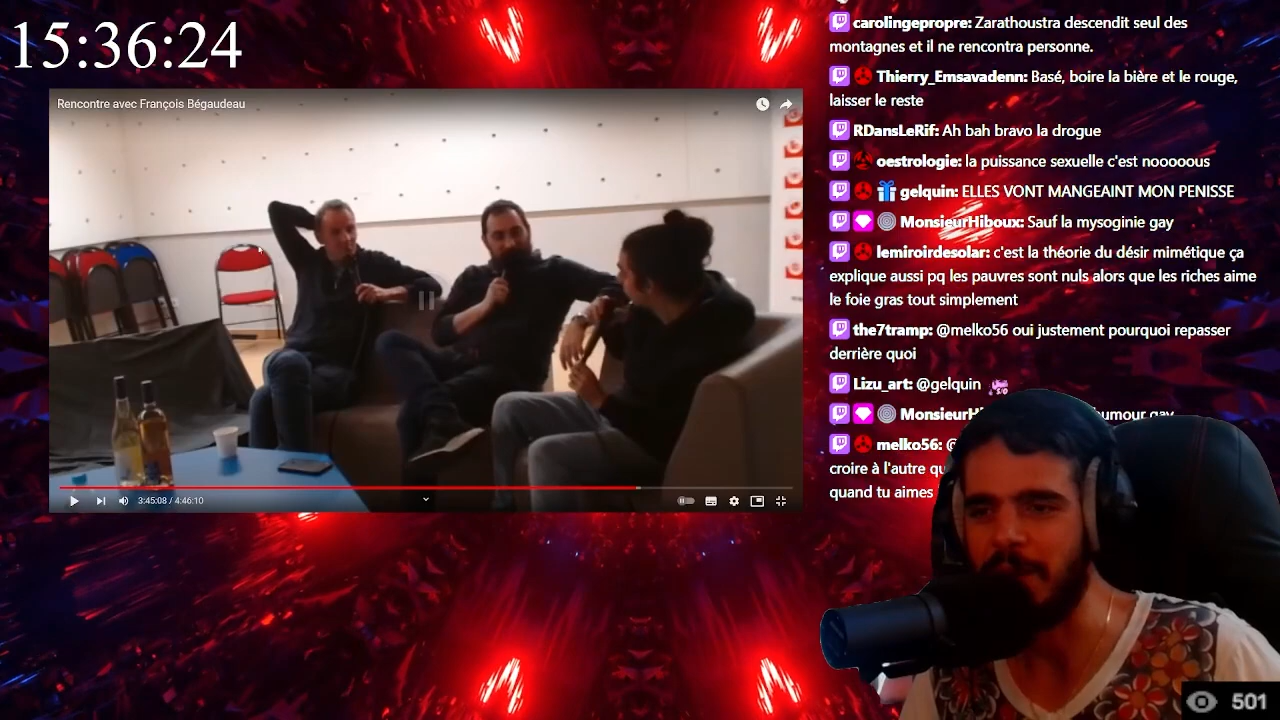 15:36:24
Rencontre avec François Bégaudeau
3:45:08 / 4:46:10
carolingepropre: Zarathoustra descendit seul des
montagnes et il ne rencontra personne.
Thierry_Emsavadenn: Basé, boire la bière et le rouge,
laisser le reste
RDansLeRif: Ah bah bravo la drogue
oestrologie: la puissance sexuelle c'est nooooous
gelquin: ELLES VONT MANGEAINT MON PENISSE
MonsieurHiboux: Sauf la mysoginie gay
lemiroirdesolar: c'est la théorie du désir mimétique ça
explique aussi pq les pauvres sont nuls alors que les riches aime
le foie gras tout simplement
the7tramp: @melko56 oui justement pourquoi repasser
derrière quoi
Lizu_art: @gelquin
MonsieurH humour gay
melko56: @
croire à l'autre qu
quand tu aimes
501